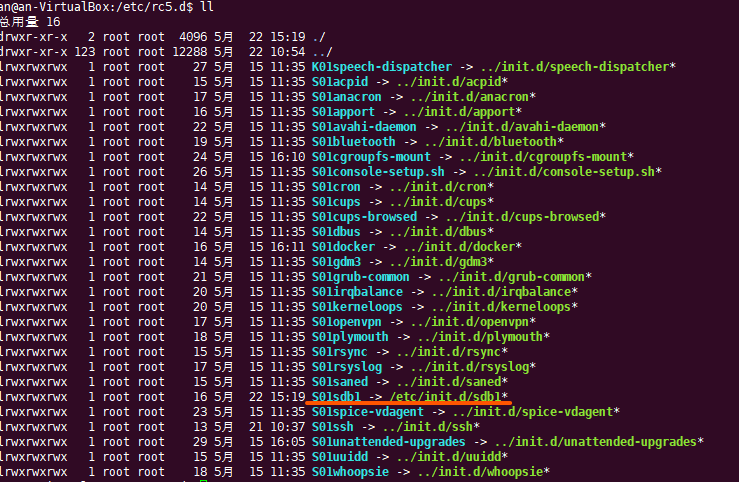 an@an-VirtualBox:/etc/rc5.d$ ll
总用量 16
drwxr-xr-x 2 root root 4096 5月 22 15:19 ./
drwxr-xr-x 123 root root 12288 5月 22 10:54 ../
lrwxrwxrwx 1 root root 27 5月 15 11:35 K01speech-dispatcher -> ../init.d/speech-dispatcher*
lrwxrwxrwx 1 root root 15 5月 15 11:35 S01acpid -> ../init.d/acpid*
lrwxrwxrwx 1 root root 17 5月 15 11:35 S01anacron -> ../init.d/anacron*
lrwxrwxrwx 1 root root 16 5月 15 11:35 S01apport -> ../init.d/apport*
lrwxrwxrwx 1 root root 22 5月 15 11:35 S01avahi-daemon -> ../init.d/avahi-daemon*
lrwxrwxrwx 1 root root 19 5月 15 11:35 S01bluetooth -> ../init.d/bluetooth*
lrwxrwxrwx 1 root root 24 5月 15 16:10 S01cgroupfs-mount -> ../init.d/cgroupfs-mount*
lrwxrwxrwx 1 root root 26 5月 15 11:35 S01console-setup.sh -> ../init.d/console-setup.sh*
lrwxrwxrwx 1 root root 14 5月 15 11:35 S01cron -> ../init.d/cron*
lrwxrwxrwx 1 root root 14 5月 15 11:35 S01cups -> ../init.d/cups*
lrwxrwxrwx 1 root root 22 5月 15 11:35 S01cups-browsed -> ../init.d/cups-browsed*
lrwxrwxrwx 1 root root 14 5月 15 11:35 S01dbus -> ../init.d/dbus*
lrwxrwxrwx 1 root root 16 5月 15 16:11 S01docker -> ../init.d/docker*
lrwxrwxrwx 1 root root 14 5月 15 11:35 S01gdm3 -> ../init.d/gdm3*
lrwxrwxrwx 1 root root 21 5月 15 11:35 S01grub-common -> ../init.d/grub-common*
lrwxrwxrwx 1 root root 20 5月 15 11:35 S01irqbalance -> ../init.d/irqbalance*
lrwxrwxrwx 1 root root 20 5月 15 11:35 S01kerneloops -> ../init.d/kerneloops*
lrwxrwxrwx 1 root root 17 5月 15 11:35 S01openvpn -> ../init.d/openvpn*
lrwxrwxrwx 1 root root 18 5月 15 11:35 S01plymouth -> ../init.d/plymouth*
lrwxrwxrwx 1 root root 15 5月 15 11:35 S01rsync -> ../init.d/rsync*
lrwxrwxrwx 1 root root 17 5月 15 11:35 S01rsyslog -> ../init.d/rsyslog*
lrwxrwxrwx 1 root root 15 5月 15 11:35 S01saned -> ../init.d/saned*
lrwxrwxrwx 1 root root 16 5月 22 15:19 S01sdb1 -> /etc/init.d/sdb1*
lrwxrwxrwx 1 root root 23 5月 15 11:35 S01spice-vdagent -> ../init.d/spice-vdagent*
lrwxrwxrwx 1 root root 13 5月 21 10:37 S01ssh -> ../init.d/ssh*
lrwxrwxrwx 1 root root 29 5月 15 16:05 S01unattended-upgrades -> ../init.d/unattended-upgrades*
lrwxrwxrwx 1 root root 15 5月 15 11:35 S01uuidd -> ../init.d/uuidd*
lrwxrwxrwx 1 root root 18 5月 15 11:35 S01whoopsie -> ../init.d/whoopsie*